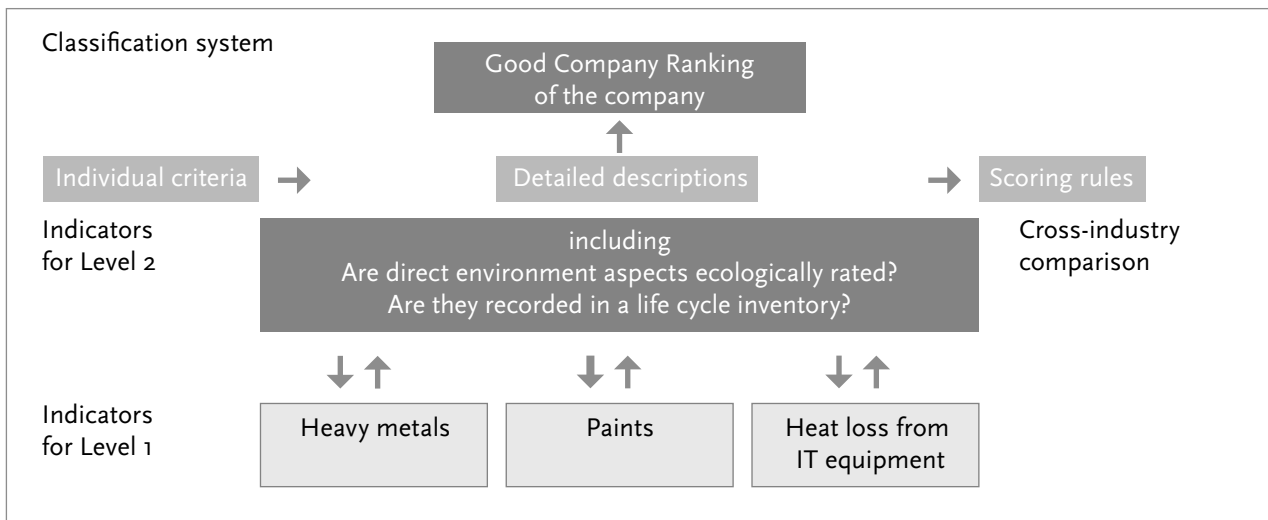 Classification system
Good Company Ranking
of the company
Individual criteria
Detailed descriptions
Scoring rules
Indicators
for Level 2
including
Are direct environment aspects ecologically rated?
Are they recorded in a life cycle inventory?
Cross-industry
comparison
Indicators
for Level 1
Heavy metals
Paints
Heat loss from
IT equipment